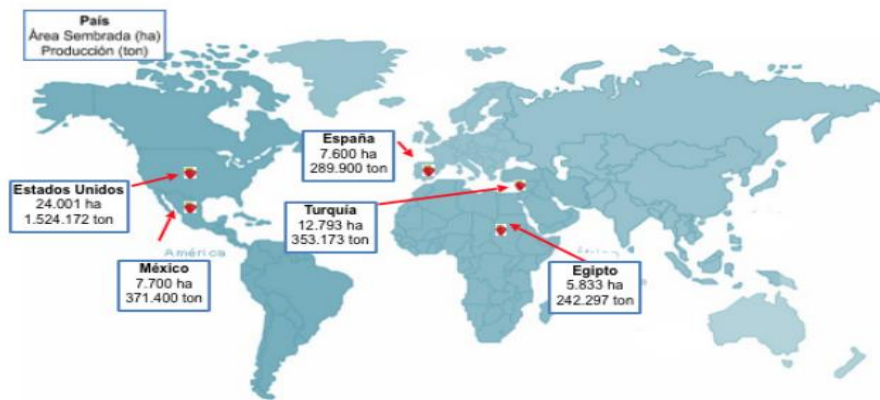 País
Área Sembrada (ha)
Producción (ton)
España
7.600 ha
289.900 ton
Estados Unidos
24.001 ha
1.524.172 ton
Turquía
12.793 ha
353.173 ton
América
México
7.700 ha
371.400 ton
Egipto
5.833 ha
242.297 ton